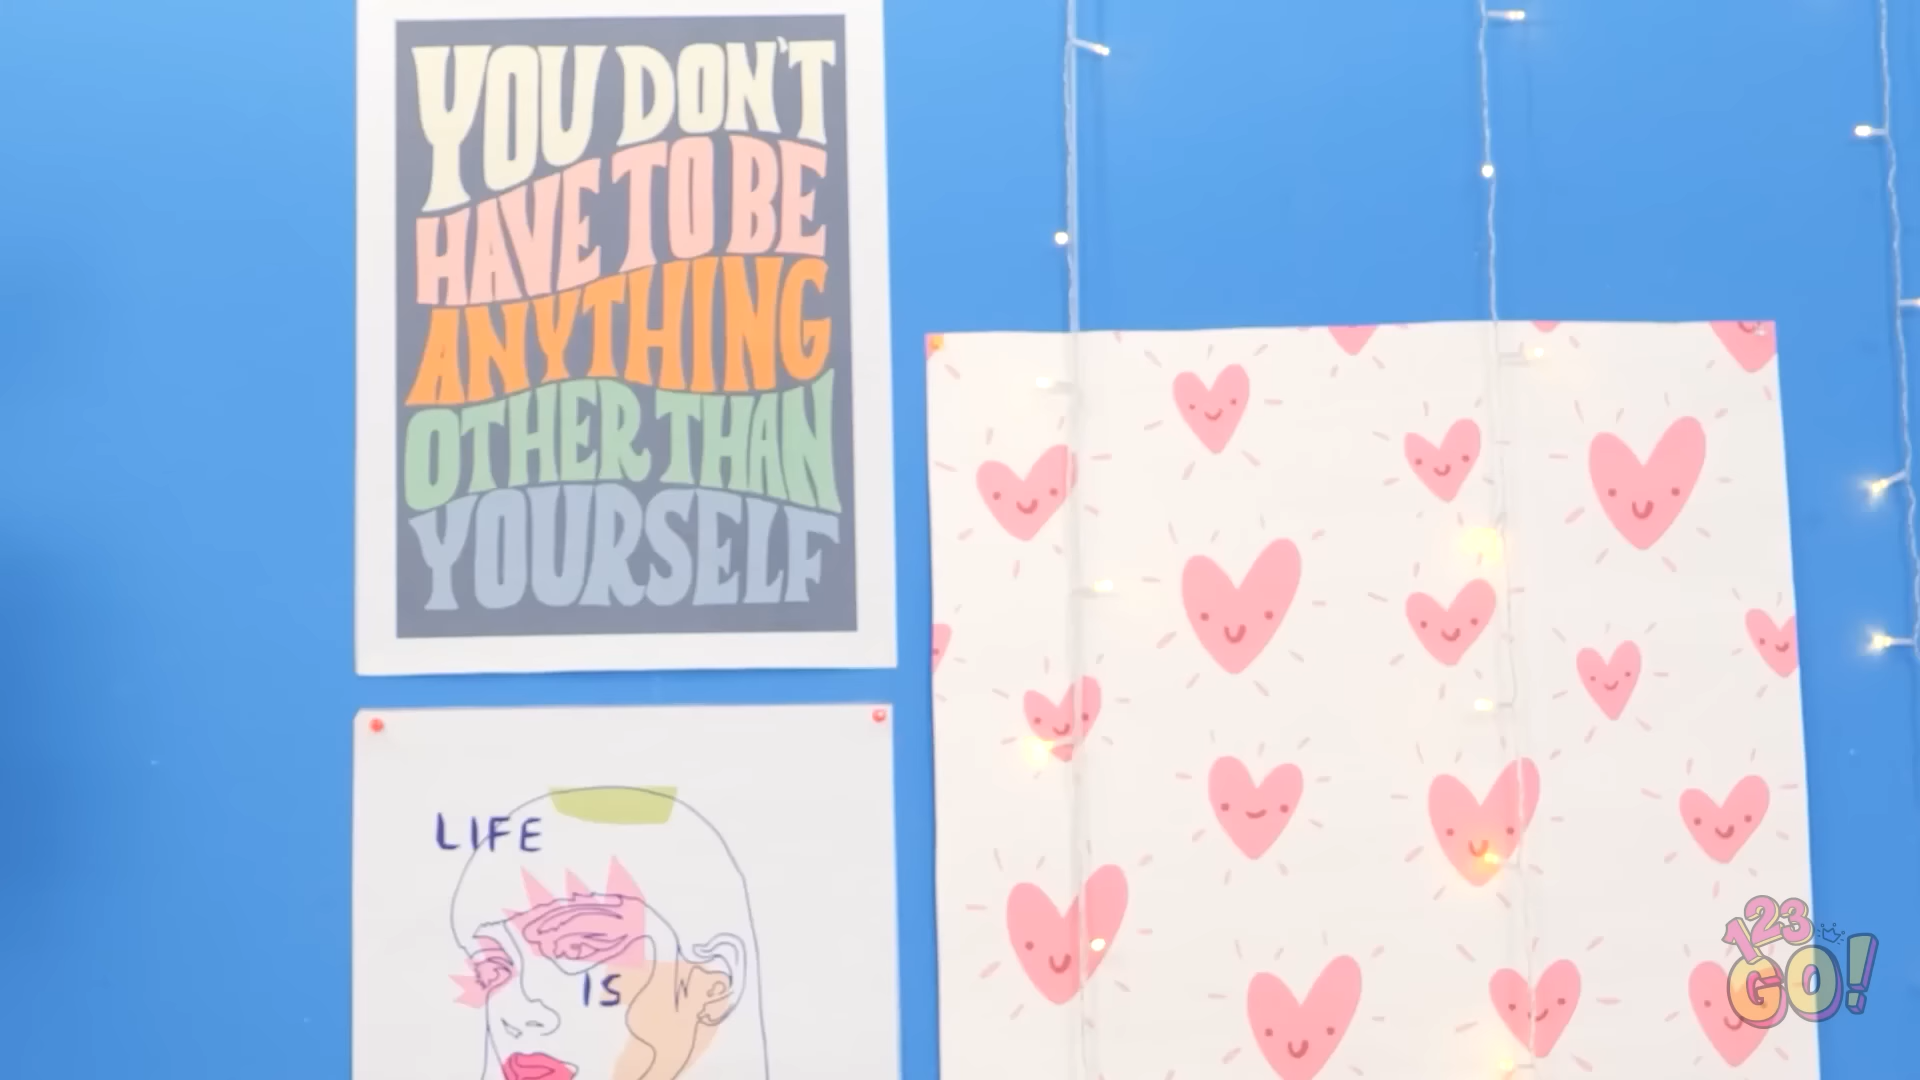 YOU DON'T
HAVE TO BE
ANYTHING
OTHER THAN
YOURSELF
LIFE
IS
123
GO!